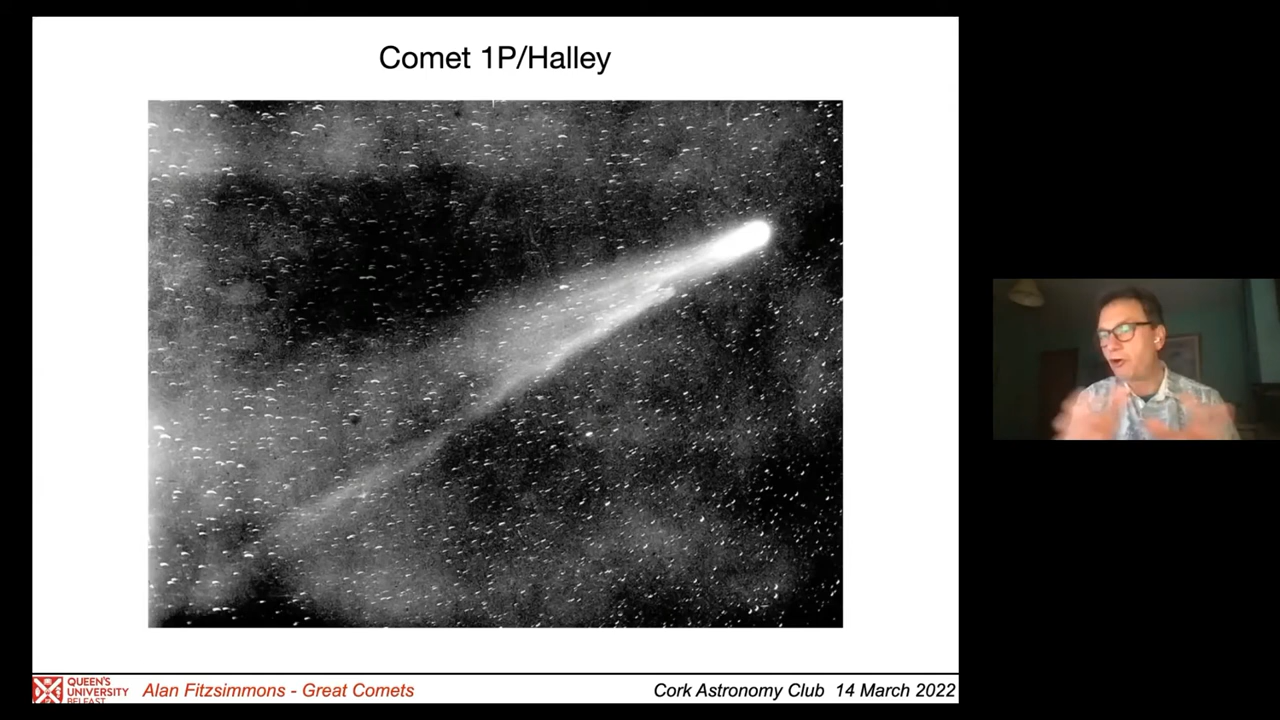 Comet 1P/Halley
QUEEN'S
UNIVERSITY
BELFAST
Alan Fitzsimmons - Great Comets
Cork Astronomy Club 14 March 2022